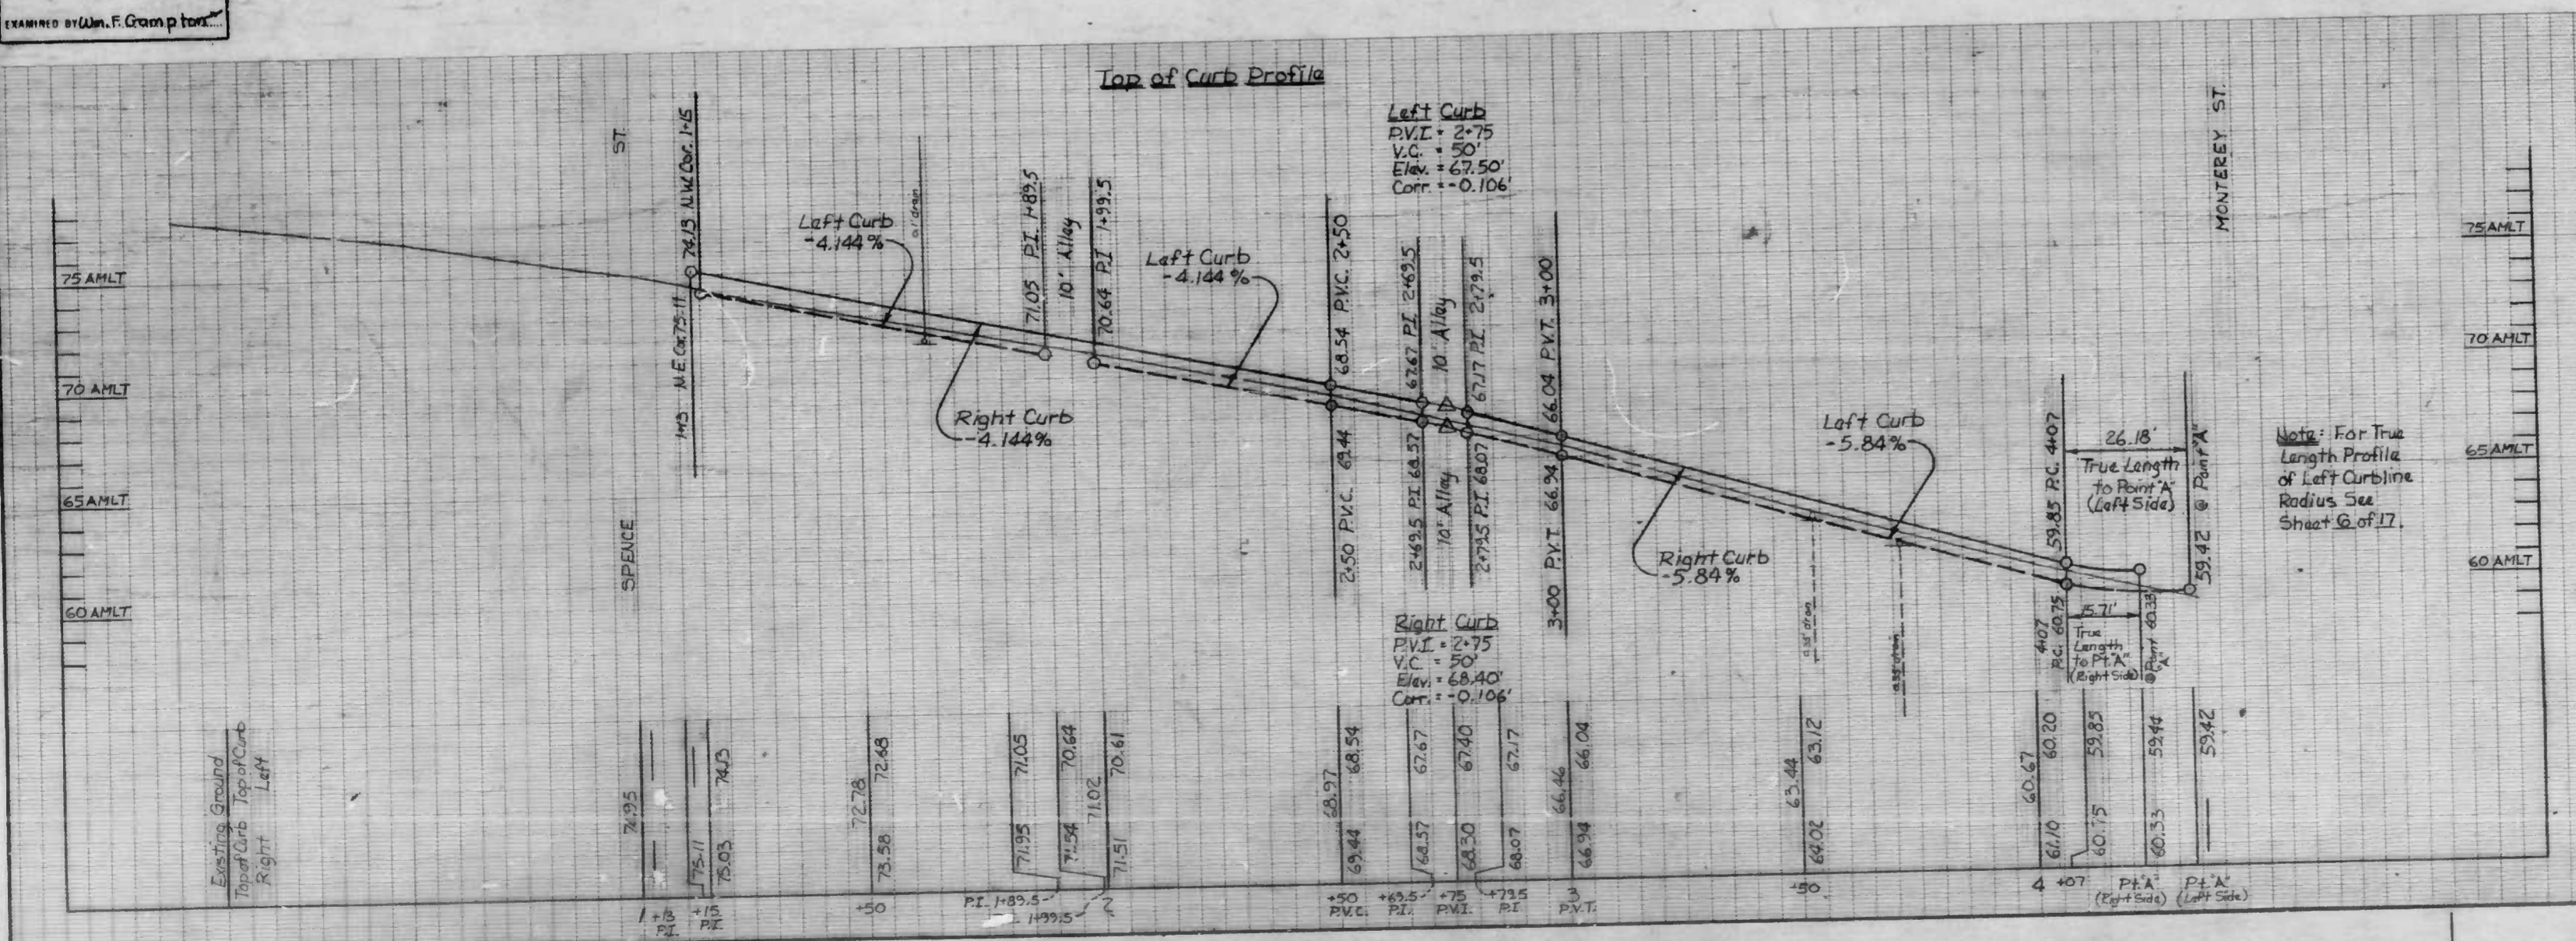 EXAMINED BY Wm. F. Crampton
Top of Curb Profile
Left Curb
P.V.I. = 2+75
V.C. = 50'
Elev. = 67.50'
Corr. = -0.106'
ST.
SPENCE
MONTEREY ST.
75 AMLT
70 AMLT
65 AMLT
60 AMLT
75 AMLT
70 AMLT
65 AMLT
60 AMLT
74.13 N.W. Cor. 1+15
1+13 N.E. Cor. 75.11
Left Curb
-4.144%
Right Curb
-4.144%
71.05 P.I. 1+89.5
10' Alley
70.64 P.I. 1+99.5
Left Curb
-4.144%
68.54 P.V.C. 2+50
67.67 P.I. 2+69.5
10' Alley
67.17 P.I. 2+79.5
66.04 P.V.T. 3+00
2+50 P.V.C. 69.44
2+69.5 P.I. 68.57
10' Alley
2+79.5 P.I. 68.07
3+00 P.V.T. 66.94
Right Curb
P.V.I. = 2+75
V.C. = 50'
Elev. = 68.40'
Corr. = -0.106'
Left Curb
-5.84%
Right Curb
-5.84%
59.85 P.C. 4+07
26.18'
True Length
to Point "A"
(Left Side)
59.42 @ Point "A"
4+07
P.C. 60.75
15.71'
True
Length
to Pt. "A"
(Right Side)
@ Point 60.33
"A"
Note: For True
Length Profile
of Left Curbline
Radius See
Sheet 6 of 17.
Existing Ground
Top of Curb Top of Curb
Right Left
74.95
75.11
75.03 74.13
72.78
73.58 72.68
71.95 71.05
71.54 70.64
71.02
71.51 70.61
68.97
69.44 68.54
68.57 67.67
68.30 67.40
68.07 67.17
66.46
66.94 66.04
63.44
64.02 63.12
60.67
61.10 60.20
60.75 59.85
60.33 59.44
59.42
1 +13 P.I.
+15 P.I.
+50
P.I. 1+89.5
1+99.5
2
+50 P.V.C.
+69.5 P.I.
+75 P.V.I.
+79.5 P.I
3 P.V.T.
+50
4 +07
Pt. "A"
(Right Side)
Pt. "A"
(Left Side)